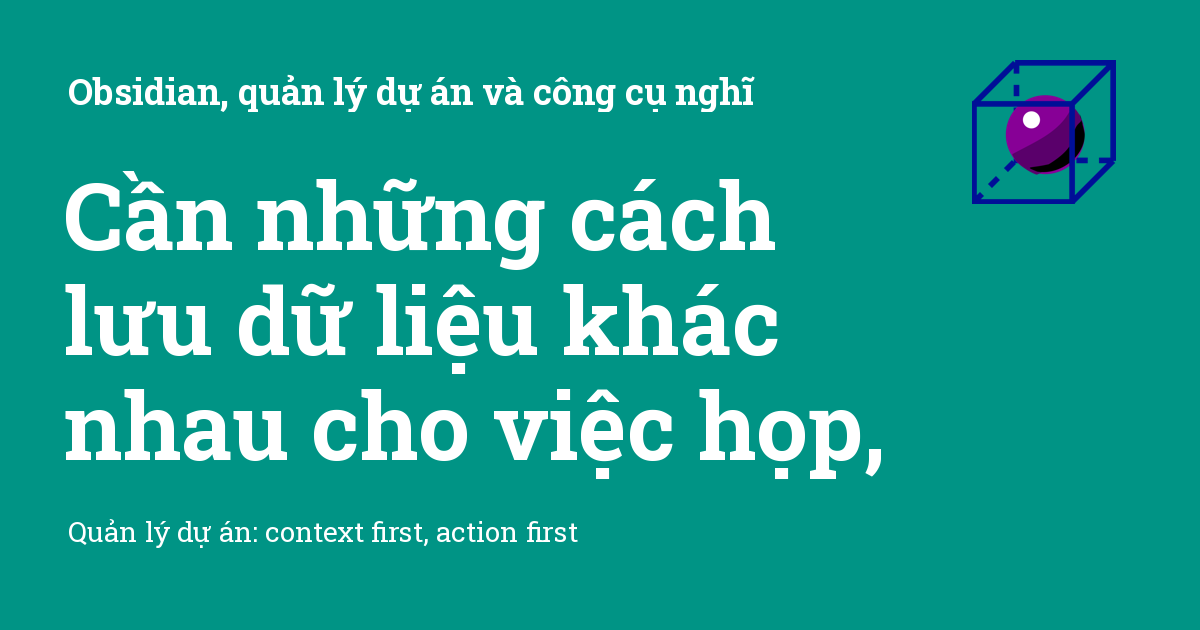 Obsidian, quản lý dự án và công cụ nghĩ
Cần những cách
lưu dữ liệu khác
nhau cho việc họp,
Quản lý dự án: context first, action first